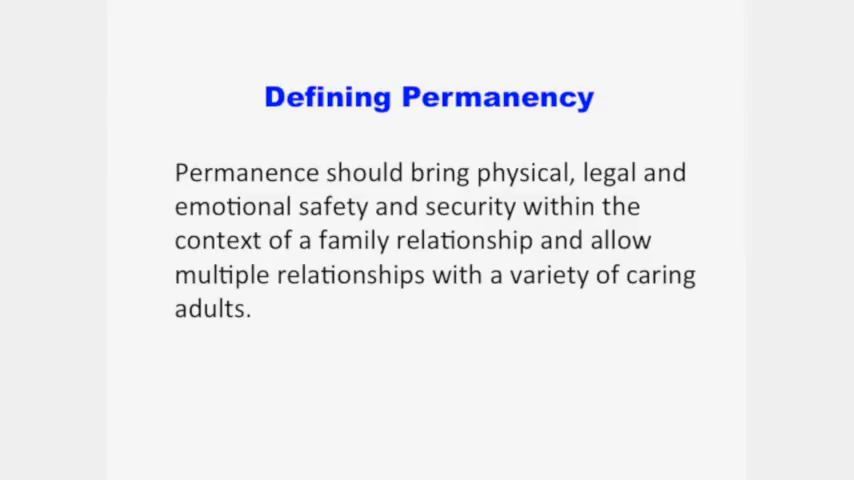 Defining Permanency
Permanence should bring physical, legal and
emotional safety and security within the
context of a family relationship and allow
multiple relationships with a variety of caring
adults.